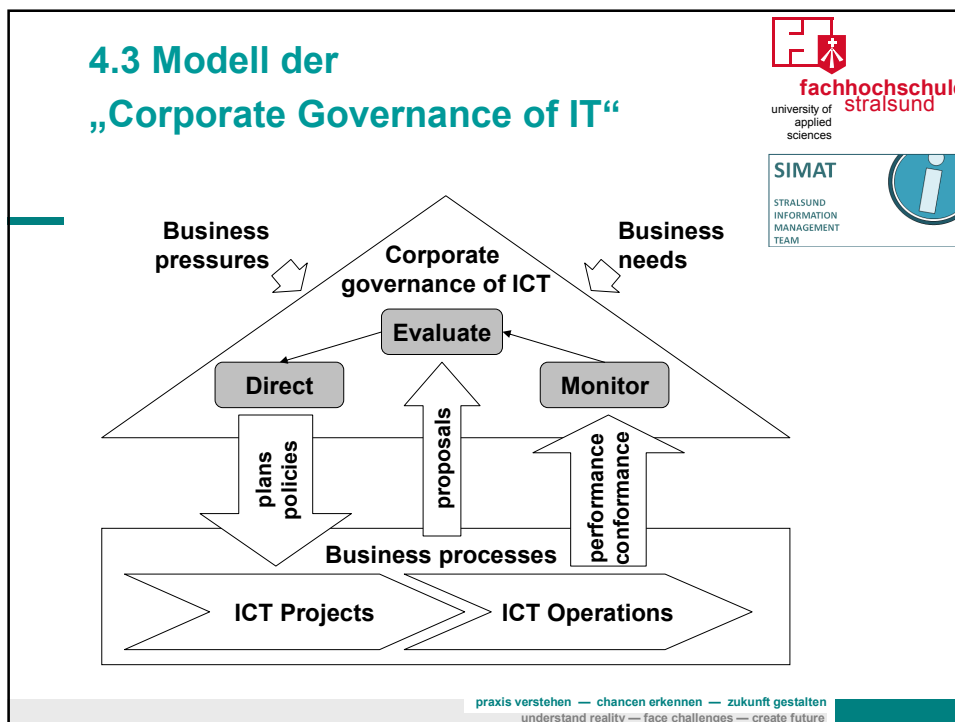 4.3 Modell der
„Corporate Governance of IT“
fachhochschule
stralsund
university of
applied
sciences
SIMAT
STRALSUND
INFORMATION
MANAGEMENT
TEAM
Business
pressures
Business
needs
Corporate
governance of ICT
Evaluate
Direct
Monitor
plans
policies
proposals
performance
conformance
Business processes
ICT Projects
ICT Operations
praxis verstehen — chancen erkennen — zukunft gestalten
understand reality — face challenges — create future